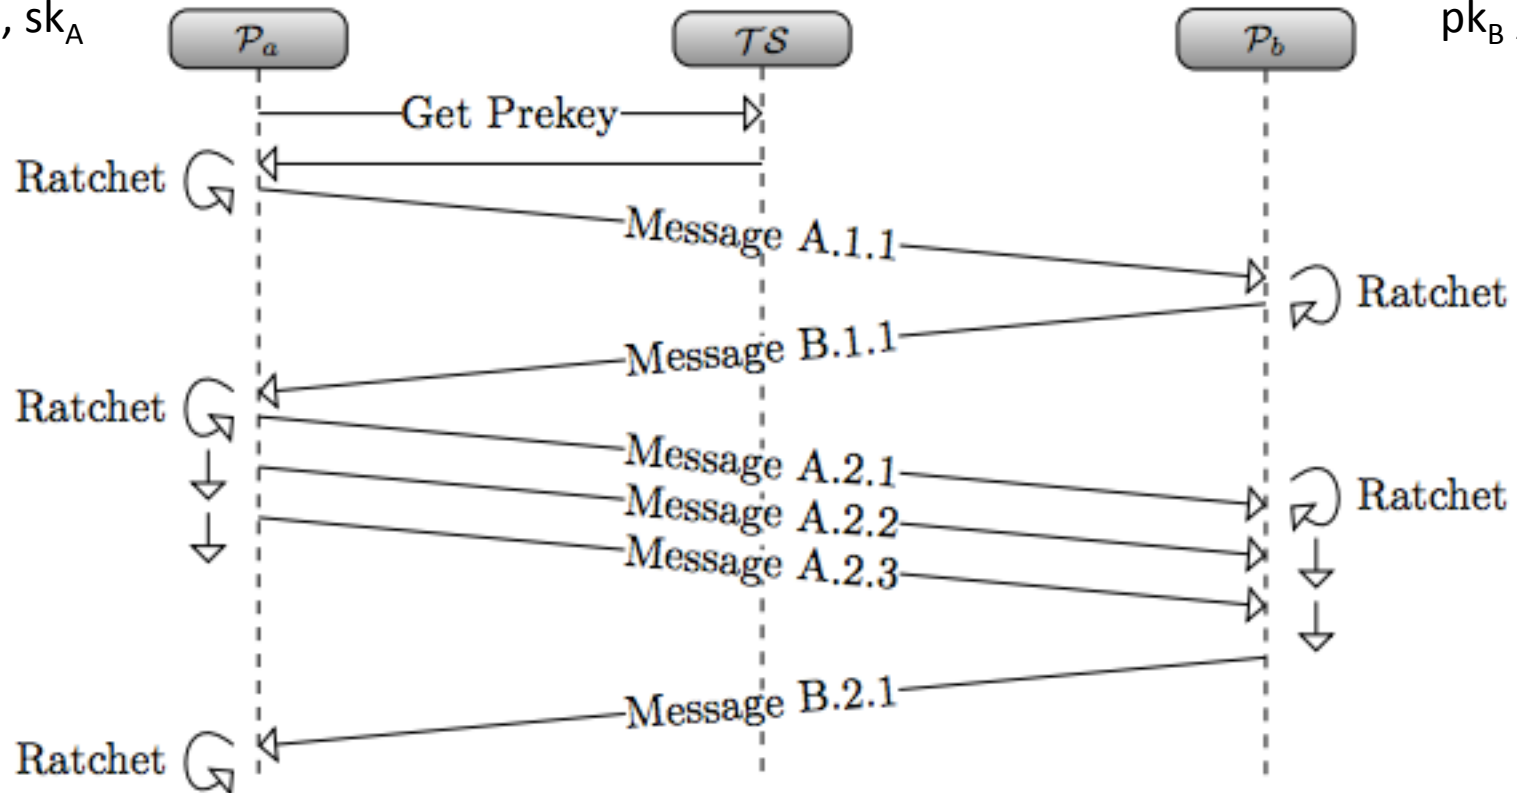 , sk_A
pk_B
𝒫_a
𝒯𝒮
𝒫_b
Get Prekey
Ratchet
Message A.1.1
Ratchet
Message B.1.1
Ratchet
Message A.2.1
Ratchet
Message A.2.2
Message A.2.3
Message B.2.1
Ratchet